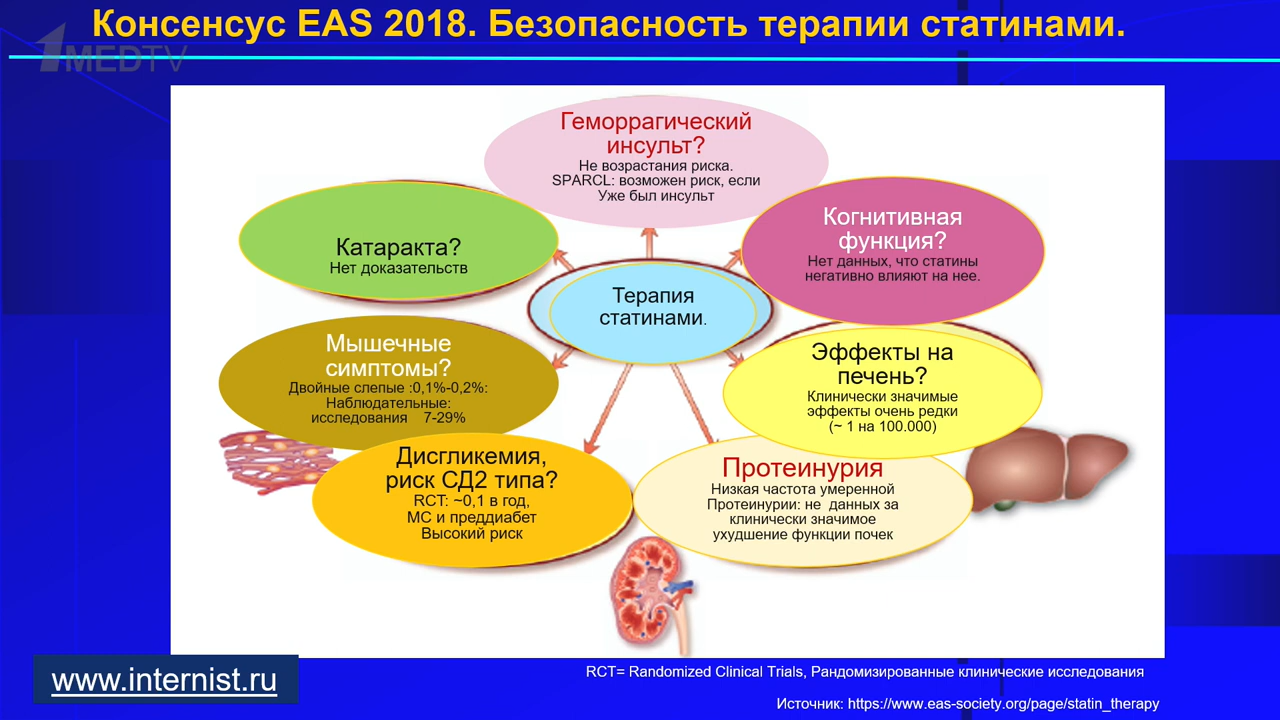 Консенсус EAS 2018. Безопасность терапии статинами.
1MEDTV
Геморрагический
инсульт?
Не возрастания риска.
SPARCL: возможен риск, если
Уже был инсульт
Когнитивная
функция?
Нет данных, что статины
негативно влияют на нее.
Катаракта?
Нет доказательств
Терапия
статинами.
Мышечные
симптомы?
Двойные слепые :0,1%-0,2%:
Наблюдательные:
исследования 7-29%
Эффекты на
печень?
Клинически значимые
эффекты очень редки
(~ 1 на 100.000)
Дисгликемия,
риск СД2 типа?
RCT: ~0,1 в год,
МС и преддиабет
Высокий риск
Протеинурия
Низкая частота умеренной
Протеинурии: не данных за
клинически значимое
ухудшение функции почек
www.internist.ru
RCT= Randomized Clinical Trials, Рандомизированные клинические исследования
Источник: https://www.eas-society.org/page/statin_therapy